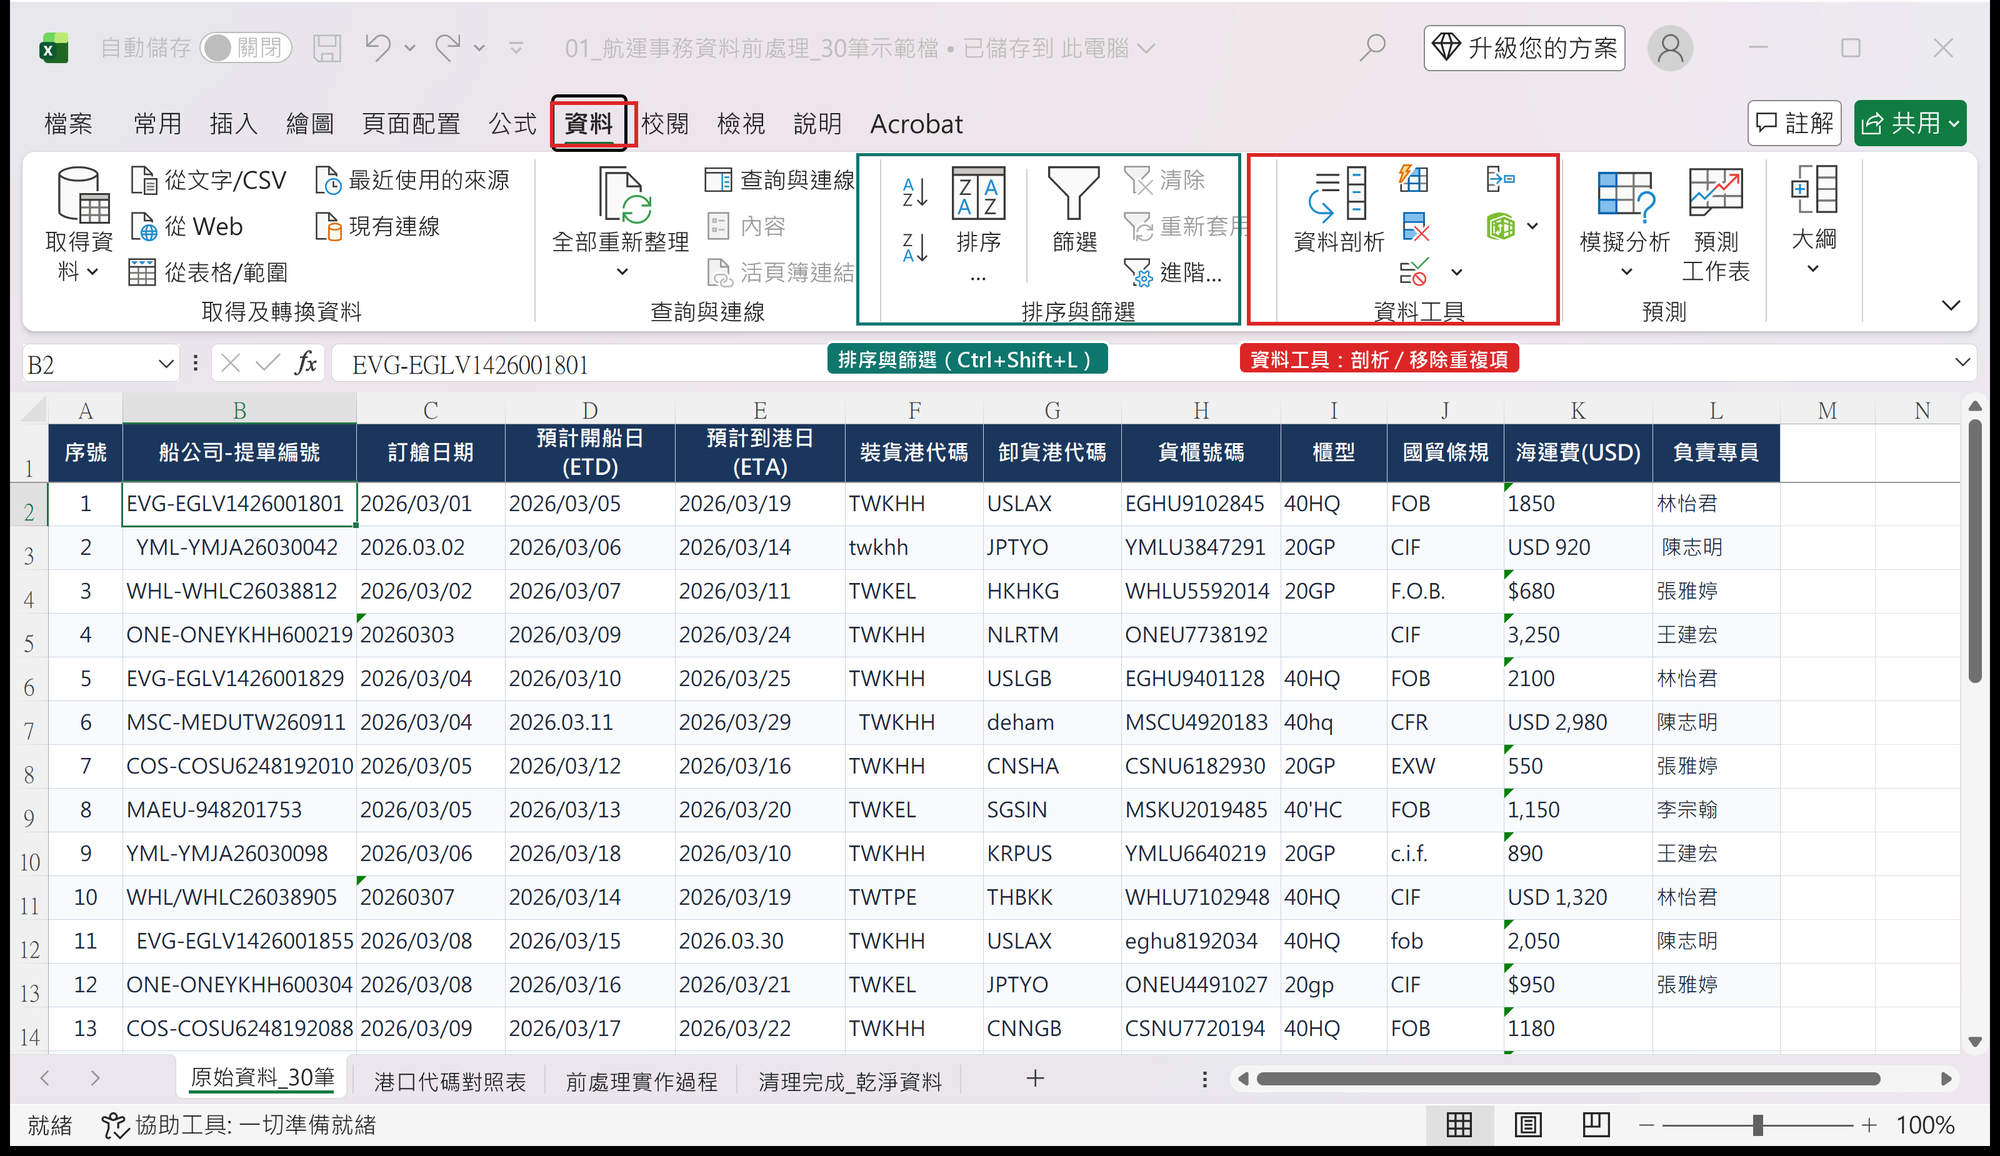 自動儲存 關閉 01_航運事務資料前處理_30筆示範檔 • 已儲存到 此電腦 升級您的方案
檔案 常用 插入 繪圖 頁面配置 公式 資料 校閱 檢視 說明 Acrobat 註解 共用
取得資料
從文字/CSV
從 Web
從表格/範圍
最近使用的來源
現有連線
取得及轉換資料
全部重新整理
查詢與連線
內容
活頁簿連結
查詢與連線
排序
...
篩選
清除
重新套用
進階...
排序與篩選
資料剖析
資料工具
模擬分析
預測
工作表
預測
大綱
B2 fx EVG-EGLV1426001801 排序與篩選 ( Ctrl+Shift+L ) 資料工具：剖析 / 移除重複項
A B C D E F G H I J K L M N
1 序號 船公司-提單編號 訂艙日期 預計開船日 (ETD) 預計到港日 (ETA) 裝貨港代碼 卸貨港代碼 貨櫃號碼 櫃型 國貿條規 海運費(USD) 負責專員
2 1 EVG-EGLV1426001801 2026/03/01 2026/03/05 2026/03/19 TWKHH USLAX EGHU9102845 40HQ FOB 1850 林怡君
3 2 YML-YMJA26030042 2026.03.02 2026/03/06 2026/03/14 twkhh JPTYO YMLU3847291 20GP CIF USD 920 陳志明
4 3 WHL-WHLC26038812 2026/03/02 2026/03/07 2026/03/11 TWKEL HKHKG WHLU5592014 20GP F.O.B. $680 張雅婷
5 4 ONE-ONEYKHH600219 20260303 2026/03/09 2026/03/24 TWKHH NLRTM ONEU7738192 CIF 3,250 王建宏
6 5 EVG-EGLV1426001829 2026/03/04 2026/03/10 2026/03/25 TWKHH USLGB EGHU9401128 40HQ FOB 2100 林怡君
7 6 MSC-MEDUTW260911 2026/03/04 2026.03.11 2026/03/29 TWKHH deham MSCU4920183 40hq CFR USD 2,980 陳志明
8 7 COS-COSU6248192010 2026/03/05 2026/03/12 2026/03/16 TWKHH CNSHA CSNU6182930 20GP EXW 550 張雅婷
9 8 MAEU-948201753 2026/03/05 2026/03/13 2026/03/20 TWKEL SGSIN MSKU2019485 40'HC FOB 1,150 李宗翰
10 9 YML-YMJA26030098 2026/03/06 2026/03/18 2026/03/10 TWKHH KRPUS YMLU6640219 20GP c.i.f. 890 王建宏
11 10 WHL/WHLC26038905 20260307 2026/03/14 2026/03/19 TWTPE THBKK WHLU7102948 40HQ CIF USD 1,320 林怡君
12 11 EVG-EGLV1426001855 2026/03/08 2026/03/15 2026.03.30 TWKHH USLAX eghu8192034 40HQ fob 2,050 陳志明
13 12 ONE-ONEYKHH600304 2026/03/08 2026/03/16 2026/03/21 TWKEL JPTYO ONEU4491027 20gp CIF $950 張雅婷
14 13 COS-COSU6248192088 2026/03/09 2026/03/17 2026/03/22 TWKHH CNNGB CSNU7720194 40HQ FOB 1180
原始資料_30筆 港口代碼對照表 前處理實作過程 清理完成_乾淨資料
就緒 協助工具: 一切準備就緒 100%